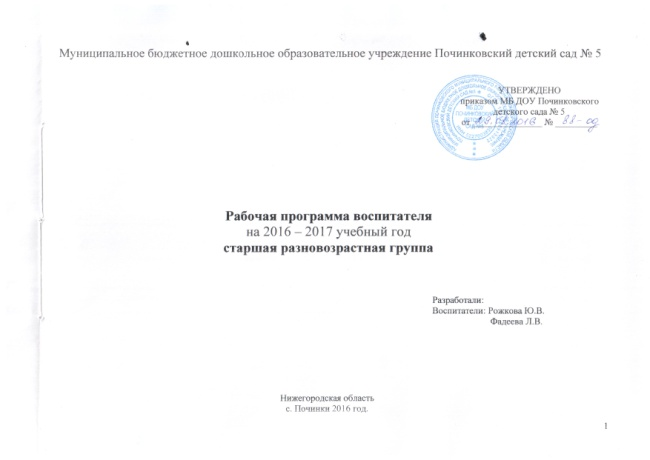 Муниципальное бюджетное дошкольное образовательное учреждение Починковский детский сад № 5
УТВЕРЖДЕНО
приказом МБ ДОУ Починковского
детского сада № 5
от 2016 № -од
Рабочая программа воспитателя
на 2016 – 2017 учебный год
старшая разновозрастная группа
Разработали:
Воспитатели: Рожкова Ю.В.
Фадеева Л.В.
Нижегородская область
с. Починки 2016 год.
1